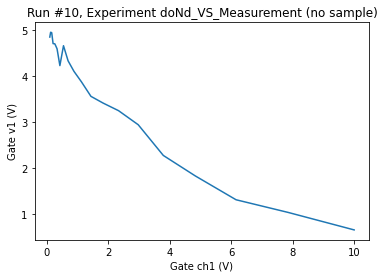 Run #10, Experiment doNd_VS_Measurement (no sample)
5
4
3
2
1
Gate v1 (V)
0 2 4 6 8 10
Gate ch1 (V)